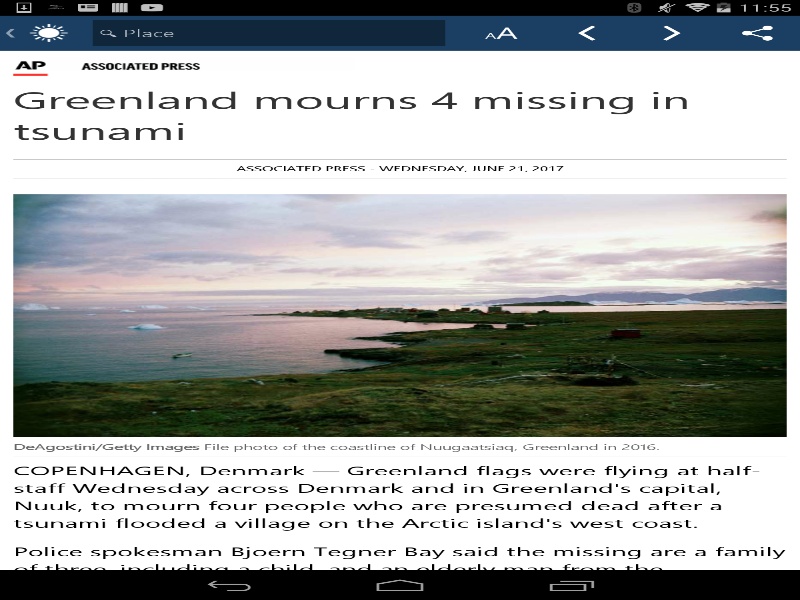 11:55
Place
AA
AP ASSOCIATED PRESS
Greenland mourns 4 missing in
tsunami
ASSOCIATED PRESS - WEDNESDAY, JUNE 21, 2017
DeAgostini/Getty Images File photo of the coastline of Nuugaatsiaq, Greenland in 2016.
COPENHAGEN, Denmark — Greenland flags were flying at half-
staff Wednesday across Denmark and in Greenland's capital,
Nuuk, to mourn four people who are presumed dead after a
tsunami flooded a village on the Arctic island's west coast.
Police spokesman Bjoern Tegner Bay said the missing are a family
of three, including a child, and an elderly man from the